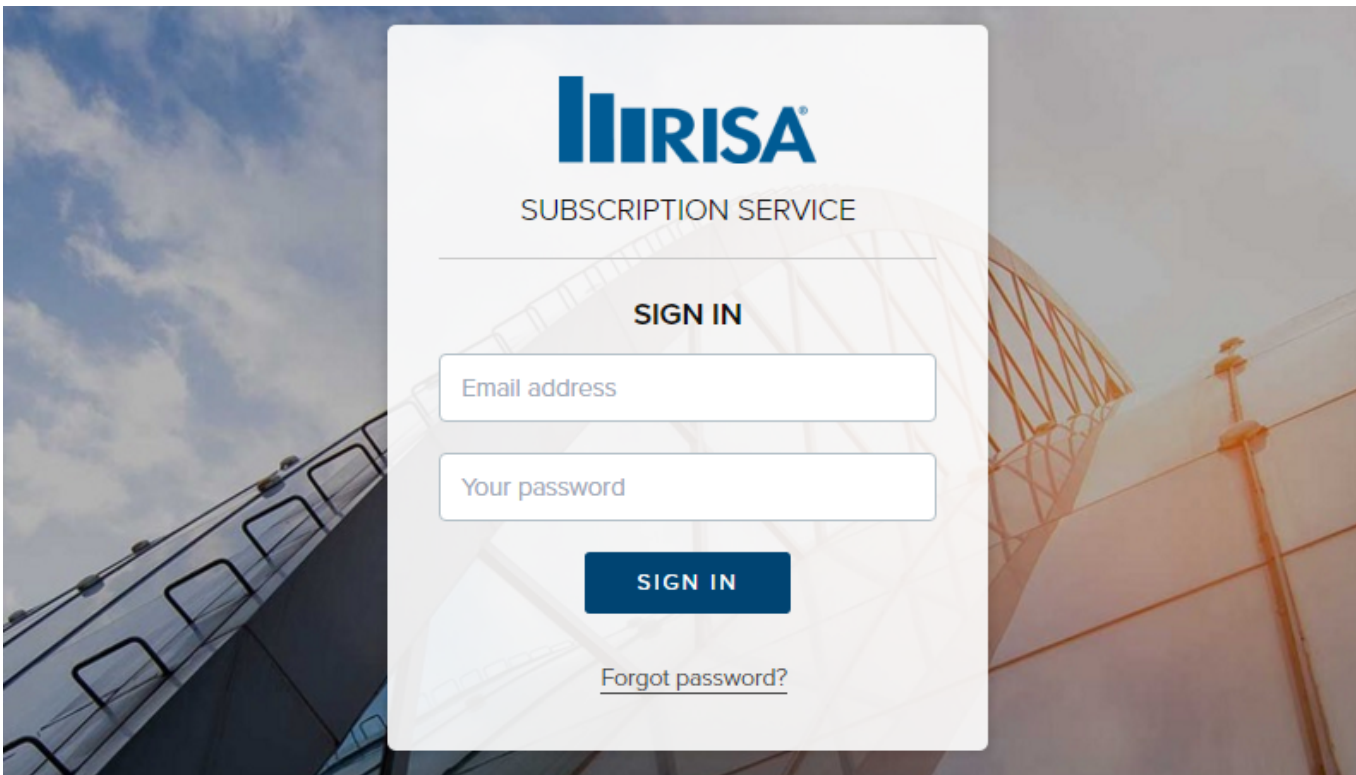 RISA®
SUBSCRIPTION SERVICE
SIGN IN
Email address
Your password
SIGN IN
Forgot password?